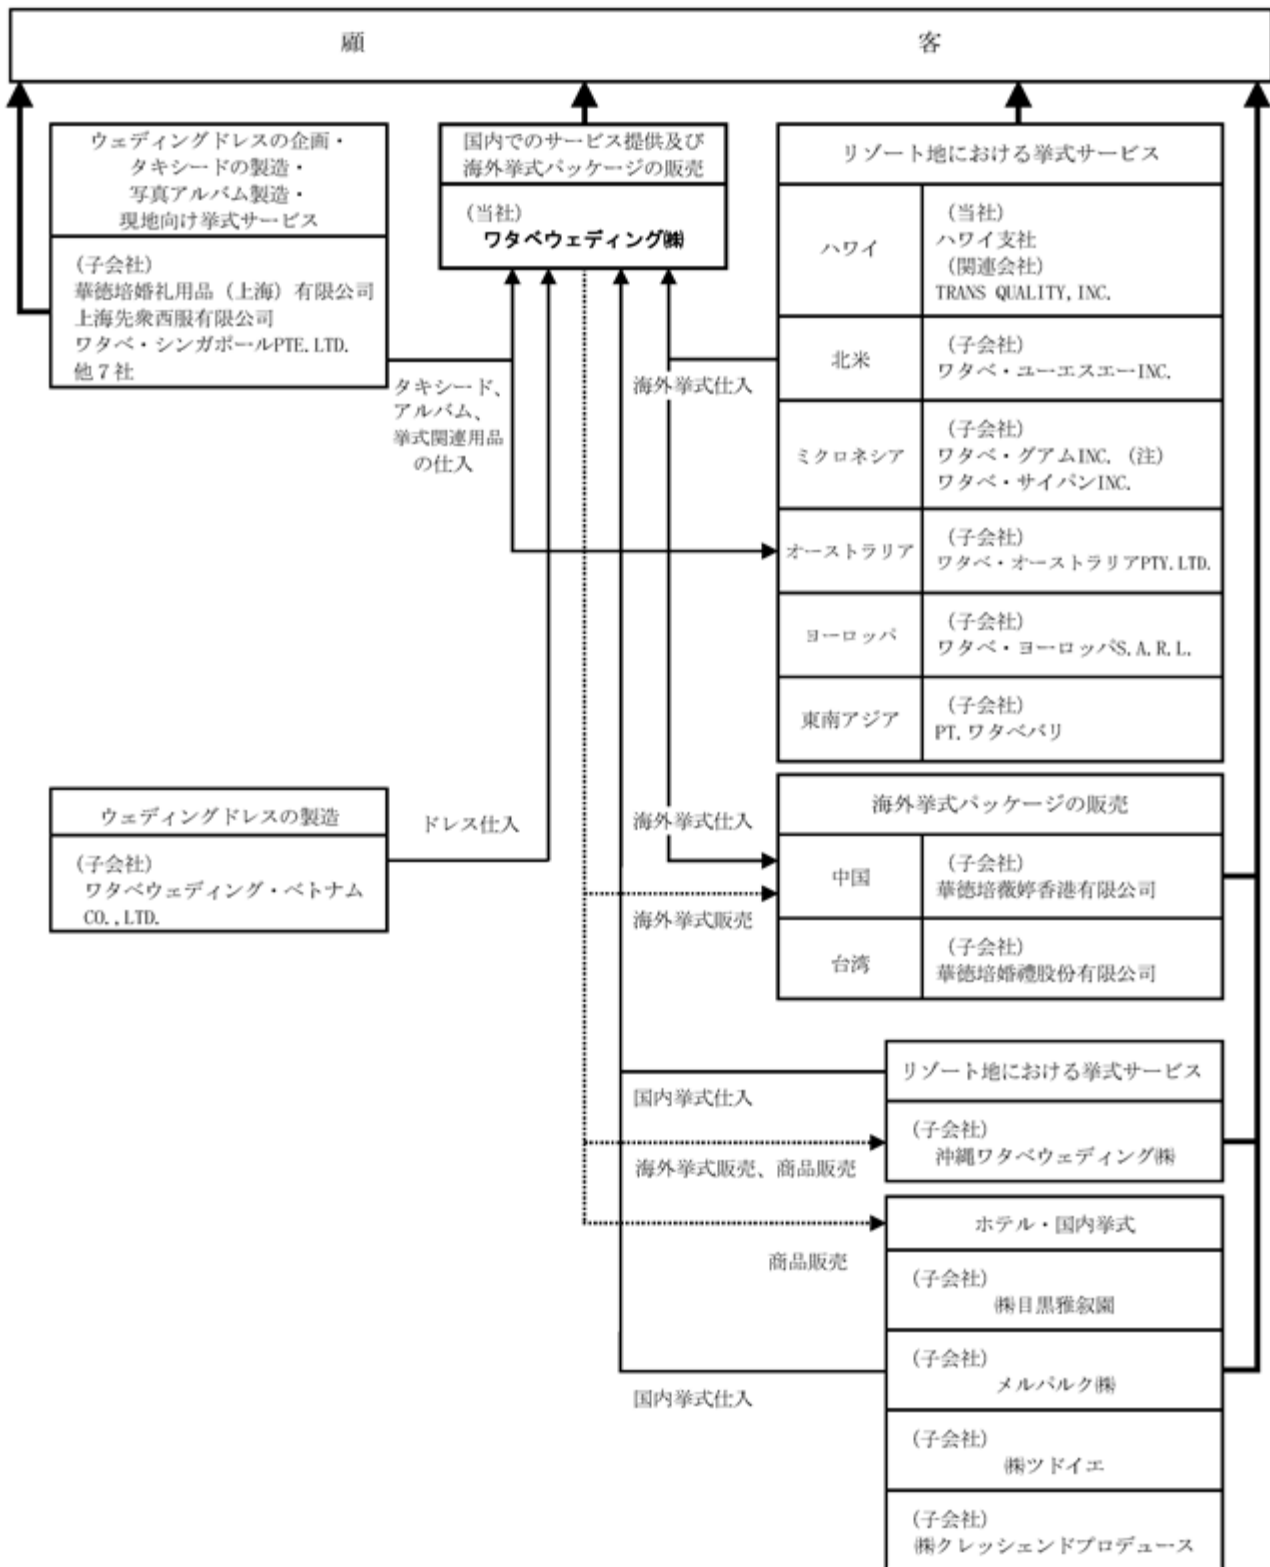 顧客
ウェディングドレスの企画・
タキシードの製造・
写真アルバム製造・
現地向け挙式サービス
(子会社)
華徳培婚礼用品（上海）有限公司
上海先衆西服有限公司
ワタベ・シンガポールPTE.LTD.
他７社
国内でのサービス提供及び
海外挙式パッケージの販売
(当社)
ワタベウェディング㈱
リゾート地における挙式サービス
ハワイ
(当社)
ハワイ支社
(関連会社)
TRANS QUALITY, INC.
北米
(子会社)
ワタベ・ユーエスエーINC.
ミクロネシア
(子会社)
ワタベ・グアムINC.（注）
ワタベ・サイパンINC.
オーストラリア
(子会社)
ワタベ・オーストラリアPTY.LTD.
ヨーロッパ
(子会社)
ワタベ・ヨーロッパS.A.R.L.
東南アジア
(子会社)
PT.ワタベバリ
タキシード、
アルバム、
挙式関連用品
の仕入
海外挙式仕入
ウェディングドレスの製造
(子会社)
ワタベウェディング・ベトナム
CO.,LTD.
ドレス仕入
海外挙式仕入
海外挙式販売
海外挙式パッケージの販売
中国
(子会社)
華徳培薇婷香港有限公司
台湾
(子会社)
華徳培婚禮股份有限公司
国内挙式仕入
海外挙式販売、商品販売
リゾート地における挙式サービス
(子会社)
沖縄ワタベウェディング㈱
商品販売
国内挙式仕入
ホテル・国内挙式
(子会社)
㈱目黒雅叙園
(子会社)
メルパルク㈱
(子会社)
㈱ツドイエ
(子会社)
㈱クレッシェンドプロデュース